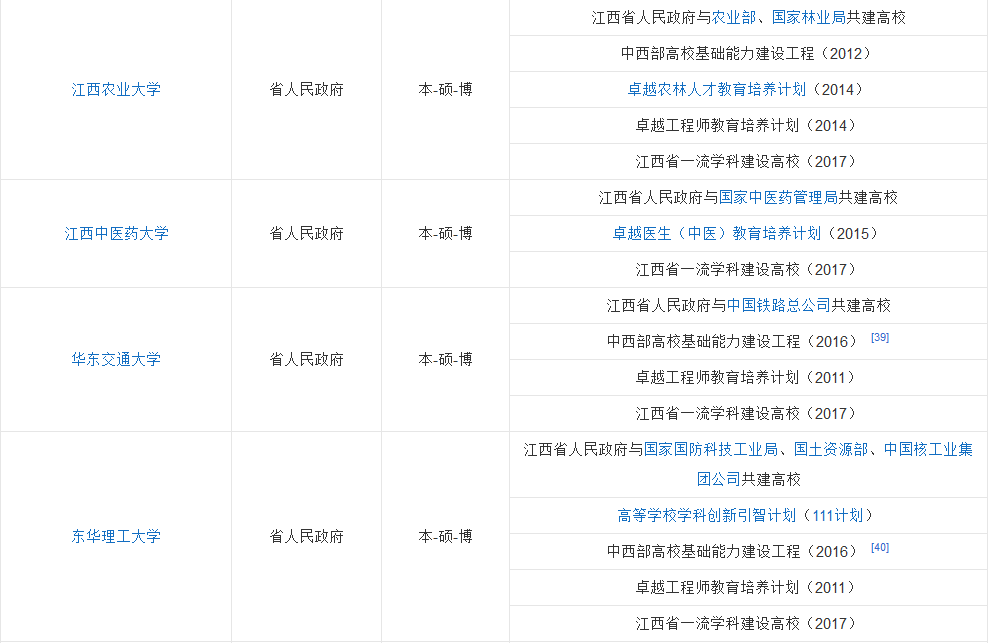 江西农业大学
省人民政府
本-硕-博
江西省人民政府与农业部、国家林业局共建高校
中西部高校基础能力建设工程（2012）
卓越农林人才教育培养计划（2014）
卓越工程师教育培养计划（2014）
江西省一流学科建设高校（2017）
江西中医药大学
省人民政府
本-硕-博
江西省人民政府与国家中医药管理局共建高校
卓越医生（中医）教育培养计划（2015）
江西省一流学科建设高校（2017）
华东交通大学
省人民政府
本-硕-博
江西省人民政府与中国铁路总公司共建高校
中西部高校基础能力建设工程（2016） [39]
卓越工程师教育培养计划（2011）
江西省一流学科建设高校（2017）
东华理工大学
省人民政府
本-硕-博
江西省人民政府与国家国防科技工业局、国土资源部、中国核工业集
团公司共建高校
高等学校学科创新引智计划（111计划）
中西部高校基础能力建设工程（2016） [40]
卓越工程师教育培养计划（2011）
江西省一流学科建设高校（2017）